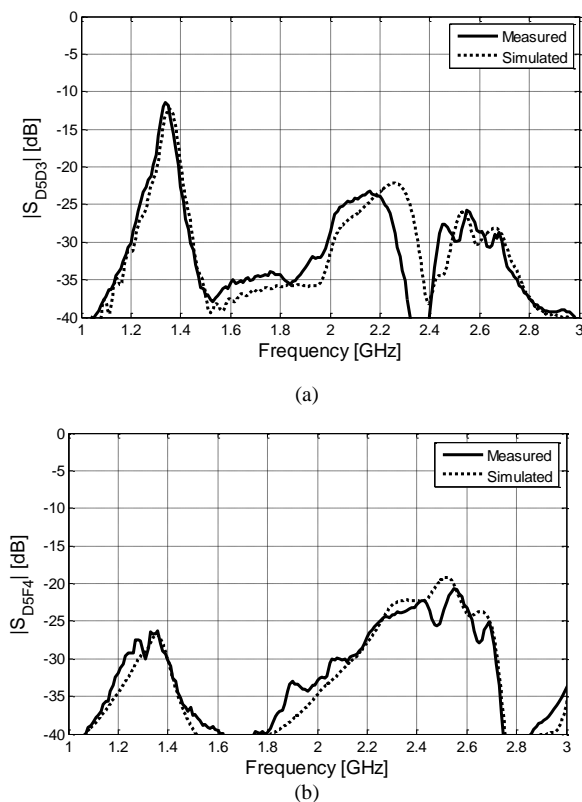 0
-5
-10
-15
-20
-25
-30
-35
-40
|S_D5D3| [dB]
Measured
Simulated
1 1.2 1.4 1.6 1.8 2 2.2 2.4 2.6 2.8 3
Frequency [GHz]
(a)
0
-5
-10
-15
-20
-25
-30
-35
-40
|S_D5F4| [dB]
Measured
Simulated
1 1.2 1.4 1.6 1.8 2 2.2 2.4 2.6 2.8 3
Frequency [GHz]
(b)